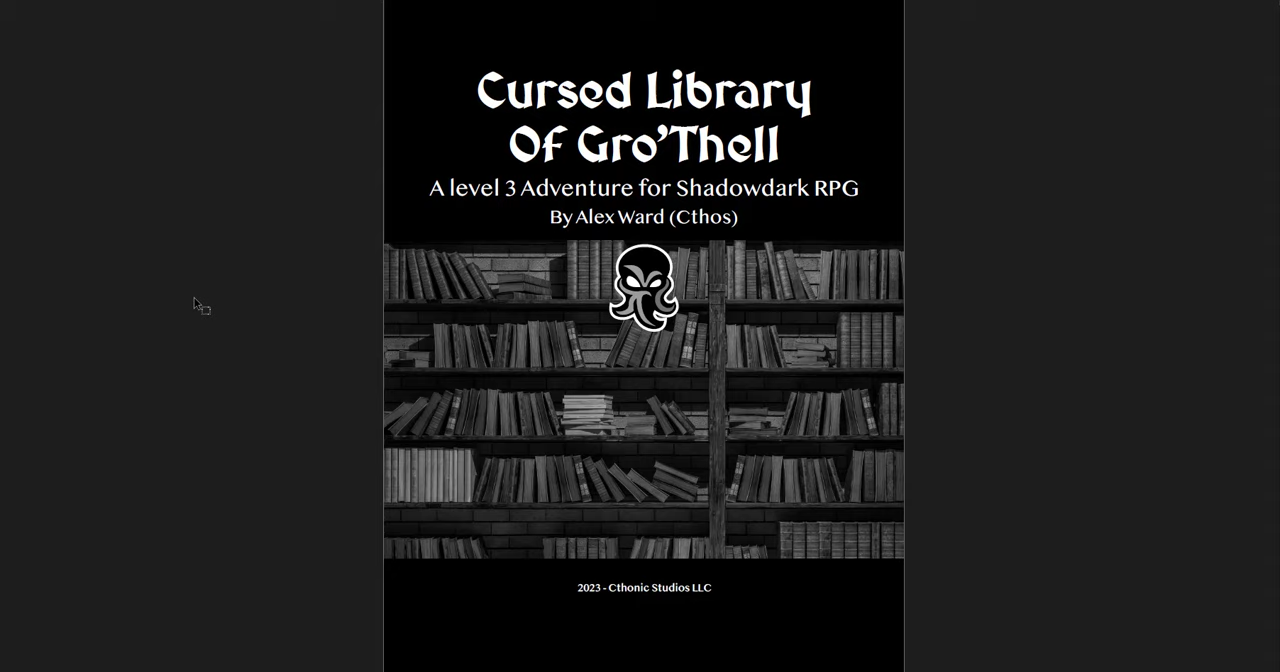 Cursed Library
Of Gro’Thell
A level 3 Adventure for Shadowdark RPG
By Alex Ward (Cthos)
2023 - Cthonic Studios LLC